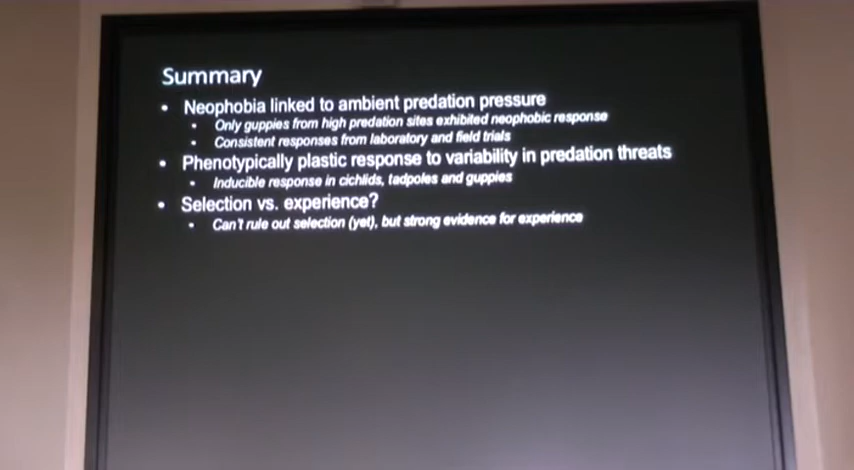 Summary
• Neophobia linked to ambient predation pressure
• Only guppies from high predation sites exhibited neophobic response
• Consistent responses from laboratory and field trials
• Phenotypically plastic response to variability in predation threats
• Inducible response in cichlids, tadpoles and guppies
• Selection vs. experience?
• Can't rule out selection (yet), but strong evidence for experience